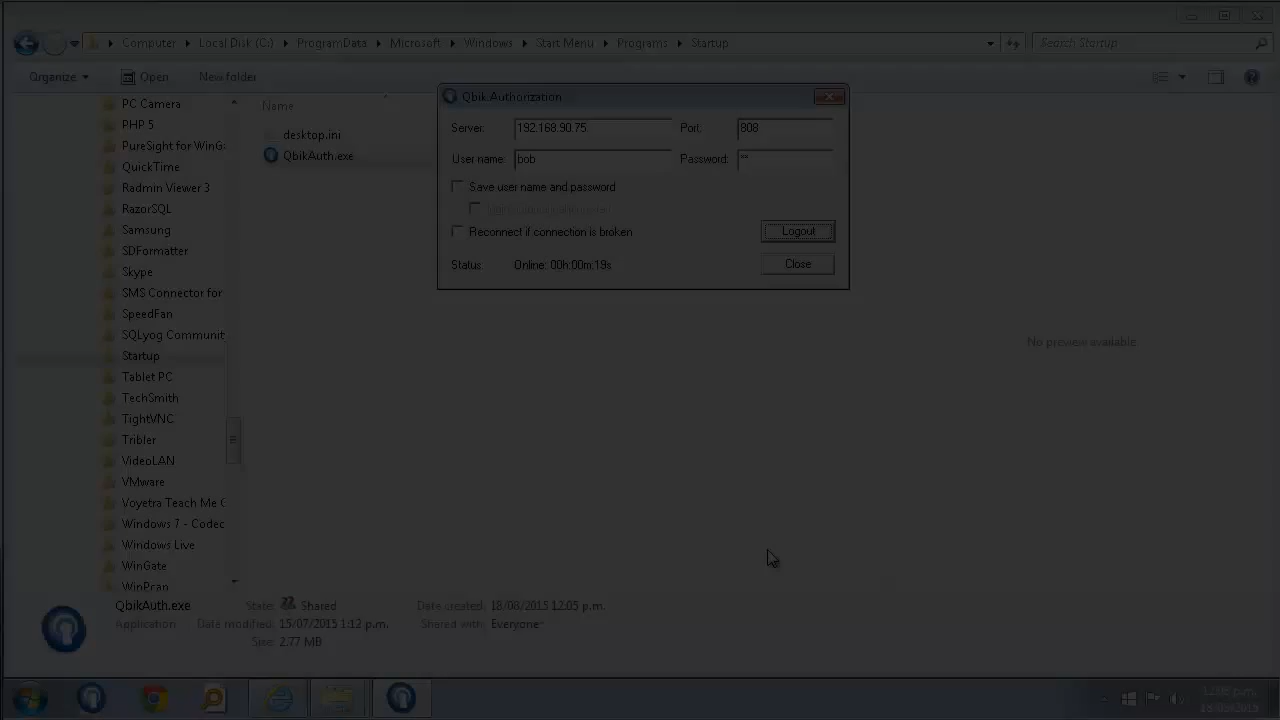 Computer Local Disk (C:) ProgramData Microsoft Windows Start Menu Programs Startup
Search Startup
Organize Open New folder
PC Camera
PHP 5
PureSight for WinG
QuickTime
Radmin Viewer 3
RazorSQL
Samsung
SDFormatter
Skype
SMS Connector for
SpeedFan
SQLyog Communit
Startup
Tablet PC
TechSmith
TightVNC
Tribler
VideoLAN
VMware
Voyetra Teach Me
Windows 7 - Codec
Windows Live
WinGate
WinPcap
Name
desktop.ini
QbikAuth.exe
Qbik Authorization
Server: 192.168.90.75 Port: 808
User name: bob Password: **
Save user name and password
Reconnect if connection is broken
Logout
Status: Online: 00h:00m:19s
Close
No preview available
QbikAuth.exe State: Shared Date created: 18/08/2015 12:05 p.m.
Application Date modified: 15/07/2015 1:12 p.m. Shared with: Everyone
Size: 2.77 MB
18/08/2015